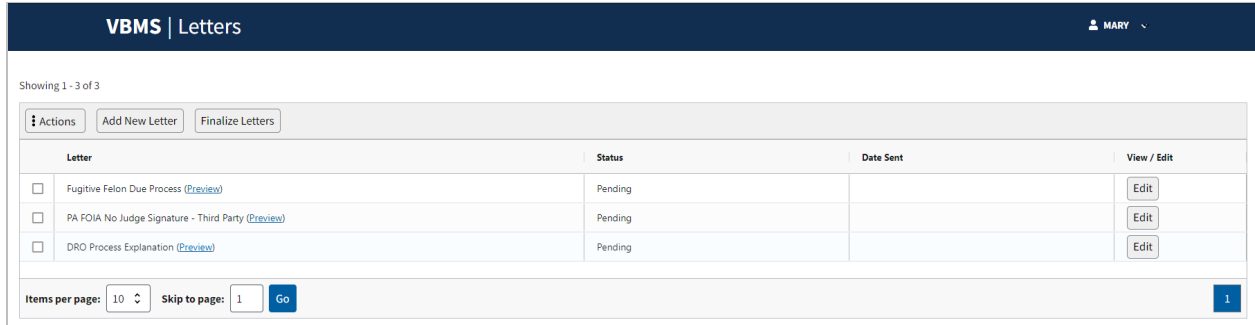 VBMS | Letters MARY
Showing 1 - 3 of 3
Actions Add New Letter Finalize Letters
Letter Status Date Sent View / Edit
Fugitive Felon Due Process (Preview) Pending Edit
PA FOIA No Judge Signature - Third Party (Preview) Pending Edit
DRO Process Explanation (Preview) Pending Edit
Items per page: 10 Skip to page: 1 Go 1